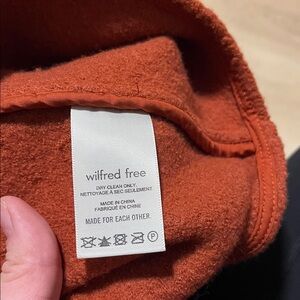 wilfred free
DRY CLEAN ONLY.
NETTOYAGE À SEC SEULEMENT.
MADE IN CHINA
FABRIQUÉ EN CHINE
MADE FOR EACH OTHER.
P